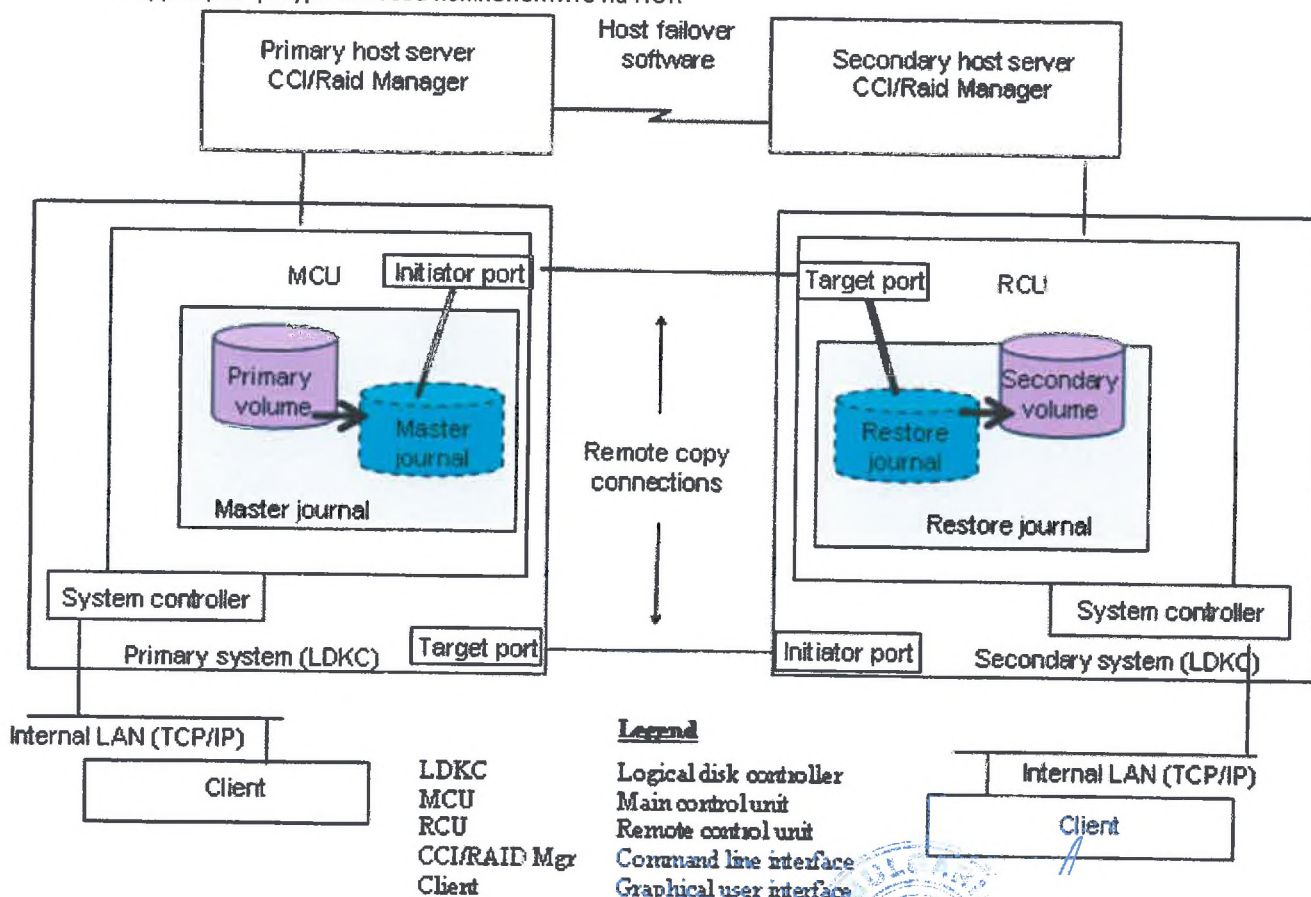 Primary host server
CCI/Raid Manager
Host failover
software
Secondary host server
CCI/Raid Manager
MCU
Initiator port
Target port
RCU
Primary
volume
Master
journal
Master journal
Remote copy
connections
Secondary
volume
Restore
journal
Restore journal
System controller
System controller
Primary system (LDKC)
Target port
Initiator port
Secondary system (LDKC)
Internal LAN (TCP/IP)
Client
Internal LAN (TCP/IP)
Client
Legend
LDKC Logical disk controller
MCU Main control unit
RCU Remote control unit
CCI/RAID Mgr Command line interface
Client Graphical user interface